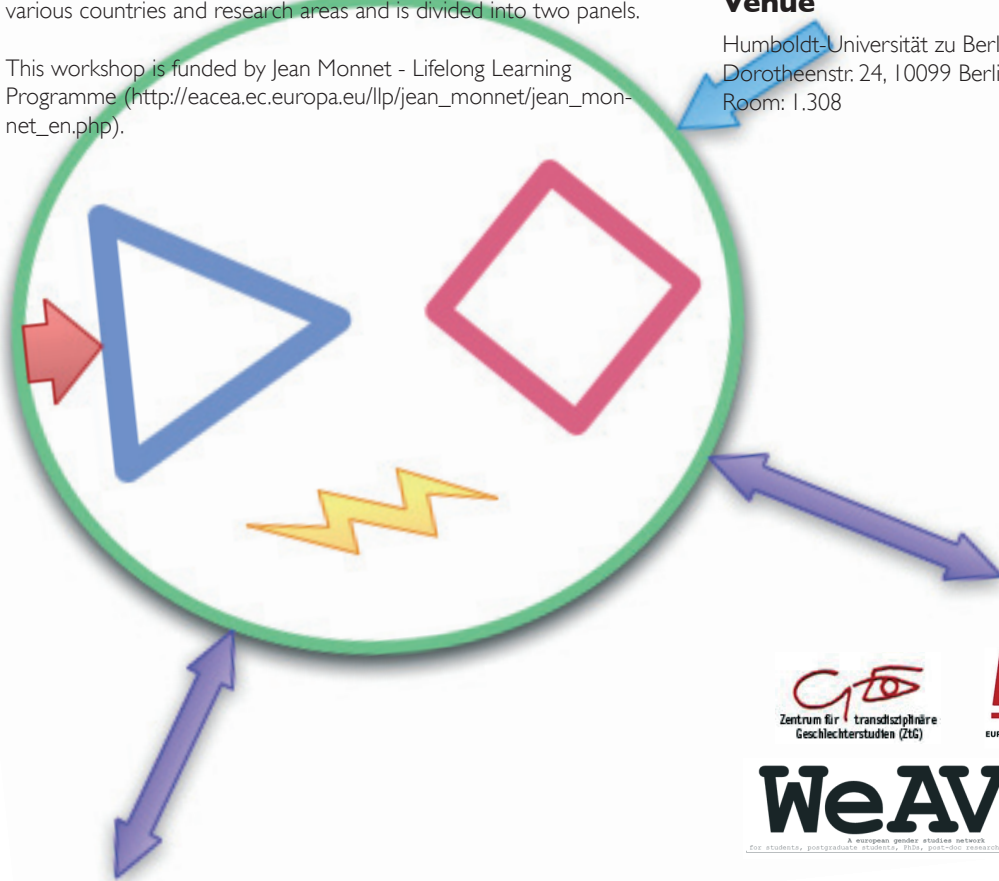 various countries and research areas and is divided into two panels.
This workshop is funded by Jean Monnet - Lifelong Learning
Programme (http://eacea.ec.europa.eu/llp/jean_monnet/jean_mon-
net_en.php).
Venue
Humboldt-Universität zu Berl
Dorotheenstr. 24, 10099 Berli
Room: 1.308
Zentrum für transdisziplinäre
Geschlechterstudien (ZtG)
EUR
WeAV
A european gender studies network
for students, postgraduate students, PhDs, post-doc research